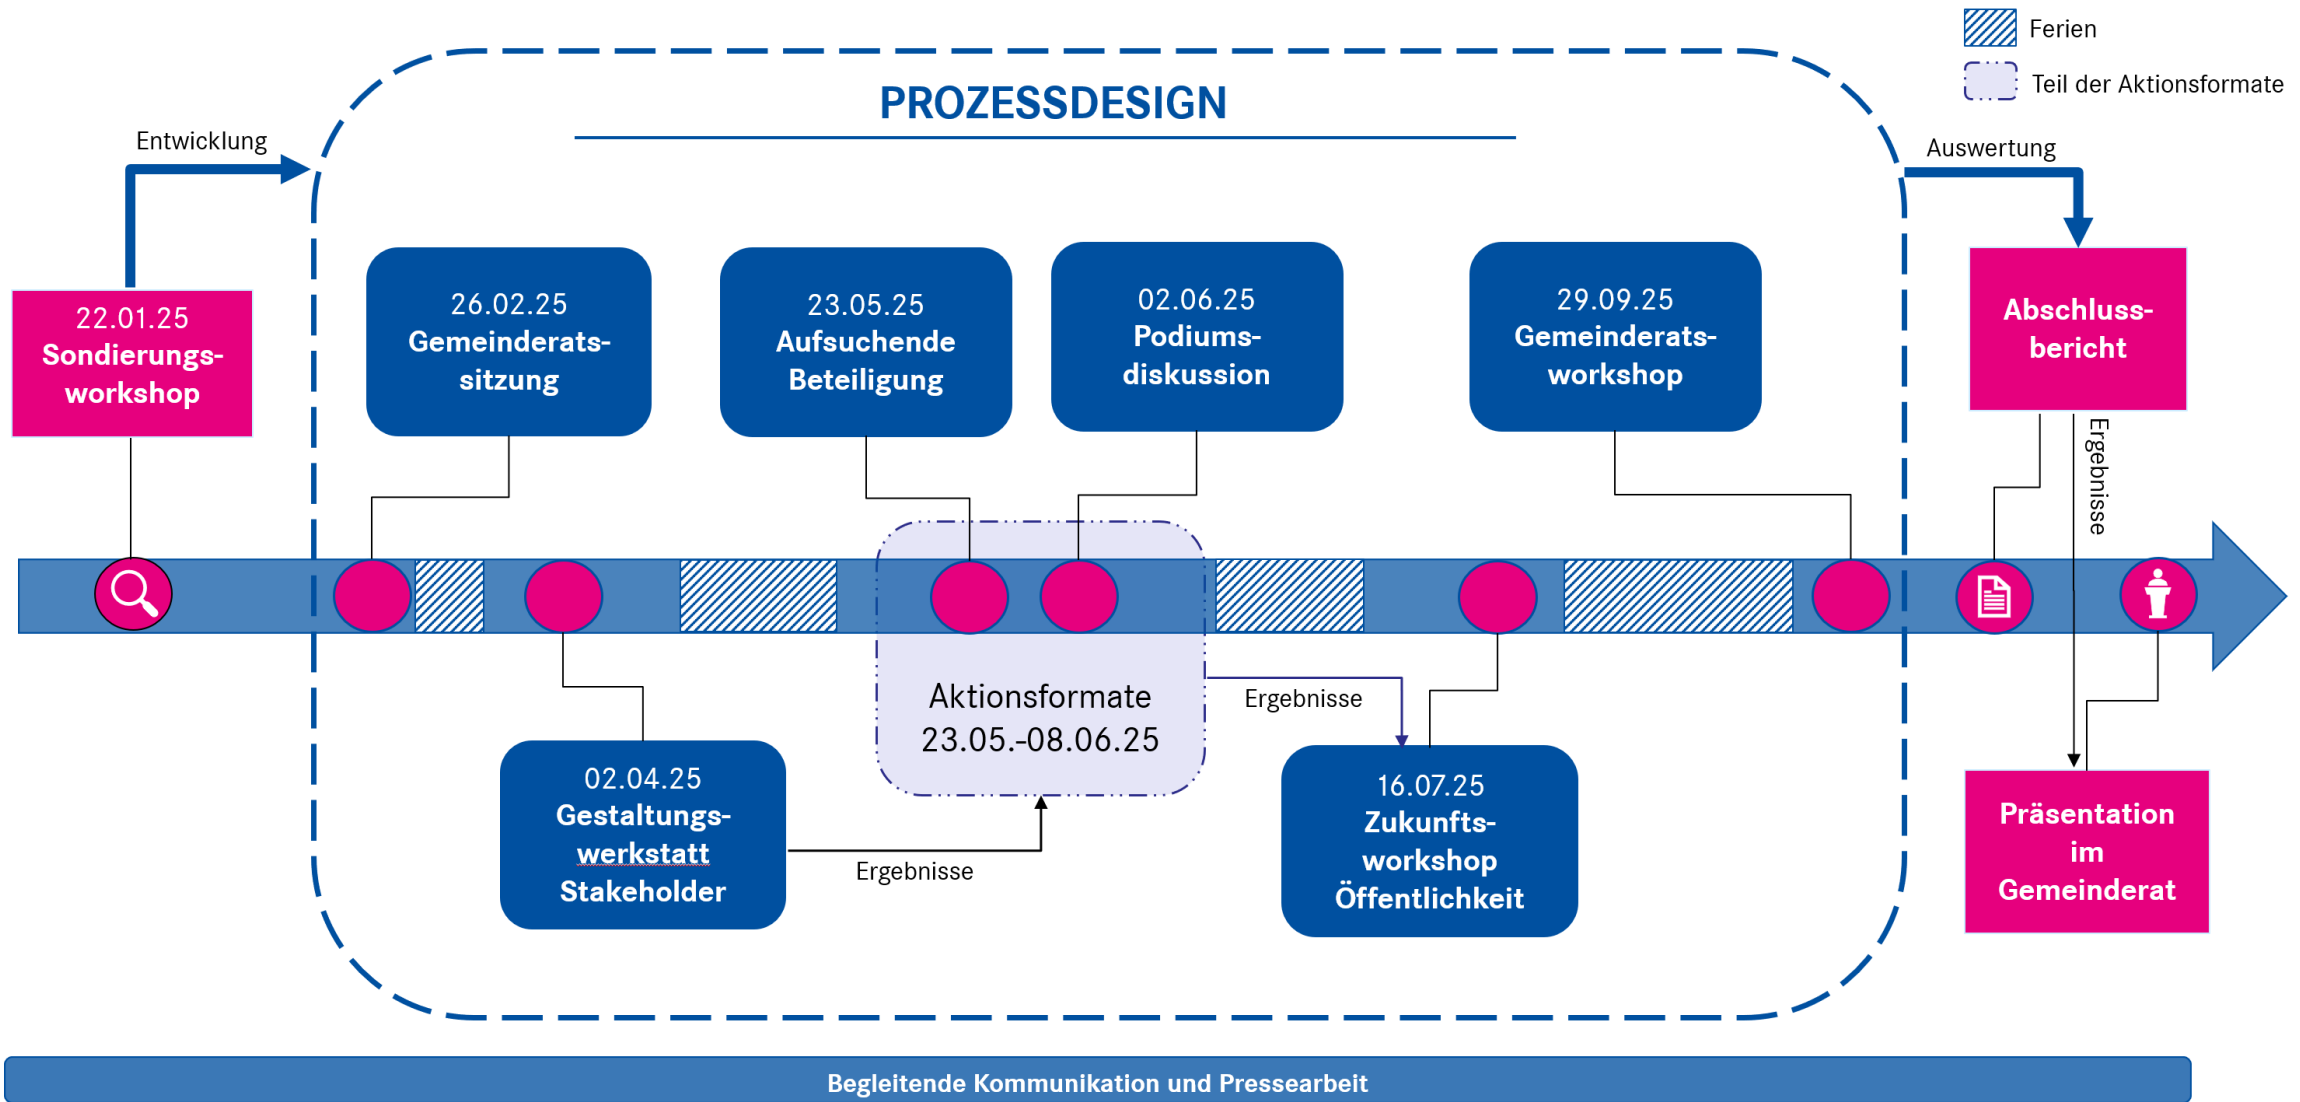 Ferien
Teil der Aktionsformate
PROZESSDESIGN
Entwicklung
Auswertung
22.01.25
Sondierungs-
workshop
26.02.25
Gemeinderats-
sitzung
23.05.25
Aufsuchende
Beteiligung
02.06.25
Podiums-
diskussion
29.09.25
Gemeinderats-
workshop
Abschluss-
bericht
Ergebnisse
Aktionsformate
23.05.-08.06.25
Ergebnisse
02.04.25
Gestaltungs-
werkstatt
Stakeholder
Ergebnisse
16.07.25
Zukunfts-
workshop
Öffentlichkeit
Präsentation
im
Gemeinderat
Begleitende Kommunikation und Pressearbeit